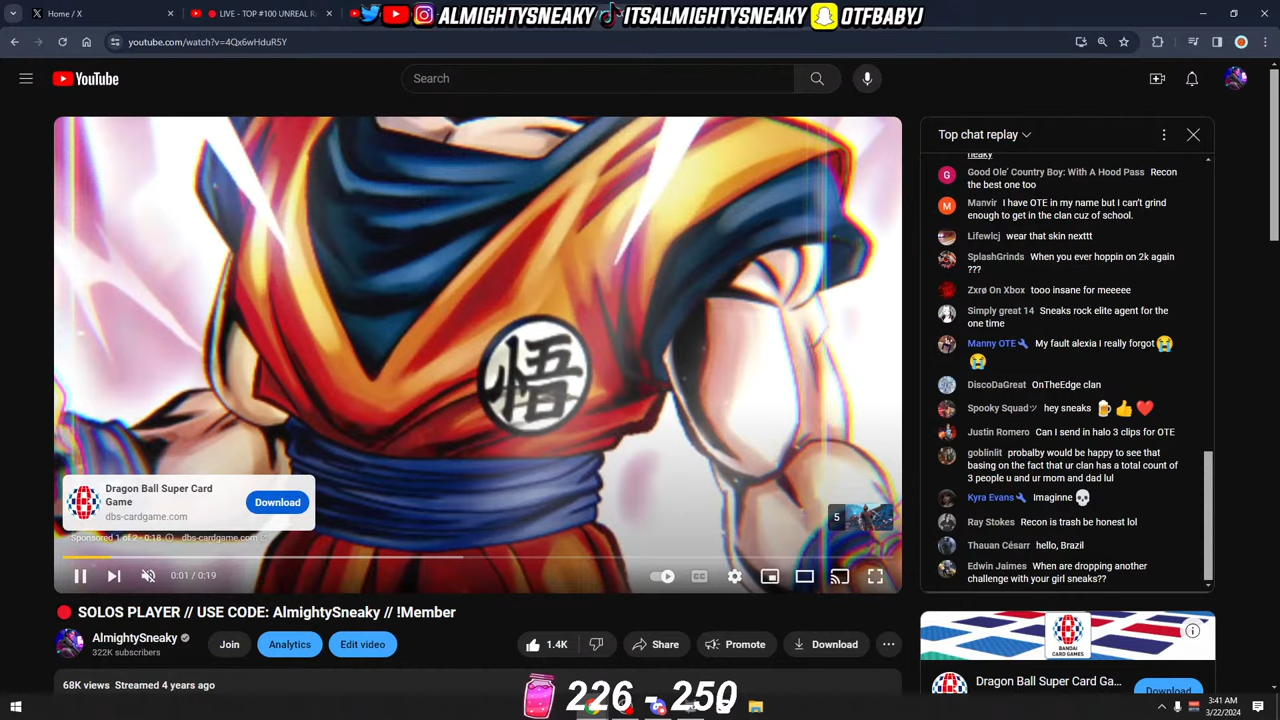 Home / X
LIVE - TOP #100 UNREAL R
ALMIGHTYSNEAKY
ITSALMIGHTYSNEAKY
OTFBABYJ
youtube.com/watch?v=4Qx6wHduR5Y
YouTube
Search
悟
Dragon Ball Super Card
Game
dbs-cardgame.com
Download
5
Sponsored 1 of 2 · 0:18
dbs-cardgame.com
0:01 / 0:19
CC
SOLOS PLAYER // USE CODE: AlmightySneaky // !Member
AlmightySneaky
322K subscribers
Join
Analytics
Edit video
1.4K
Share
Promote
Download
68K views Streamed 4 years ago
Top chat replay
neaky
G
Good Ole' Country Boy: With A Hood Pass Recon
the best one too
M
Manvir I have OTE in my name but I can't grind
enough to get in the clan cuz of school.
Lifewlcj wear that skin nexttt
SplashGrinds When you ever hoppin on 2k again
???
Zxrø On Xbox tooo insane for meeeee
Simply great 14 Sneaks rock elite agent for the
one time
Manny OTE My fault alexia I really forgot😭
😭
DiscoDaGreat OnTheEdge clan
Spooky Squadツ hey sneaks 🍺👍❤️
Justin Romero Can I send in halo 3 clips for OTE
goblinlit probalby would be happy to see that
basing on the fact that ur clan has a total count of
3 people u and ur mom and dad lul
Kyra Evans Imaginne 💀
Ray Stokes Recon is trash be honest lol
Thauan Césarr hello, Brazil
Edwin Jaimes When are dropping another
challenge with your girl sneaks??
BANDAI
CARD GAMES
Dragon Ball Super Card Ga...
Download
226 - 250
3:41 AM
3/22/2024